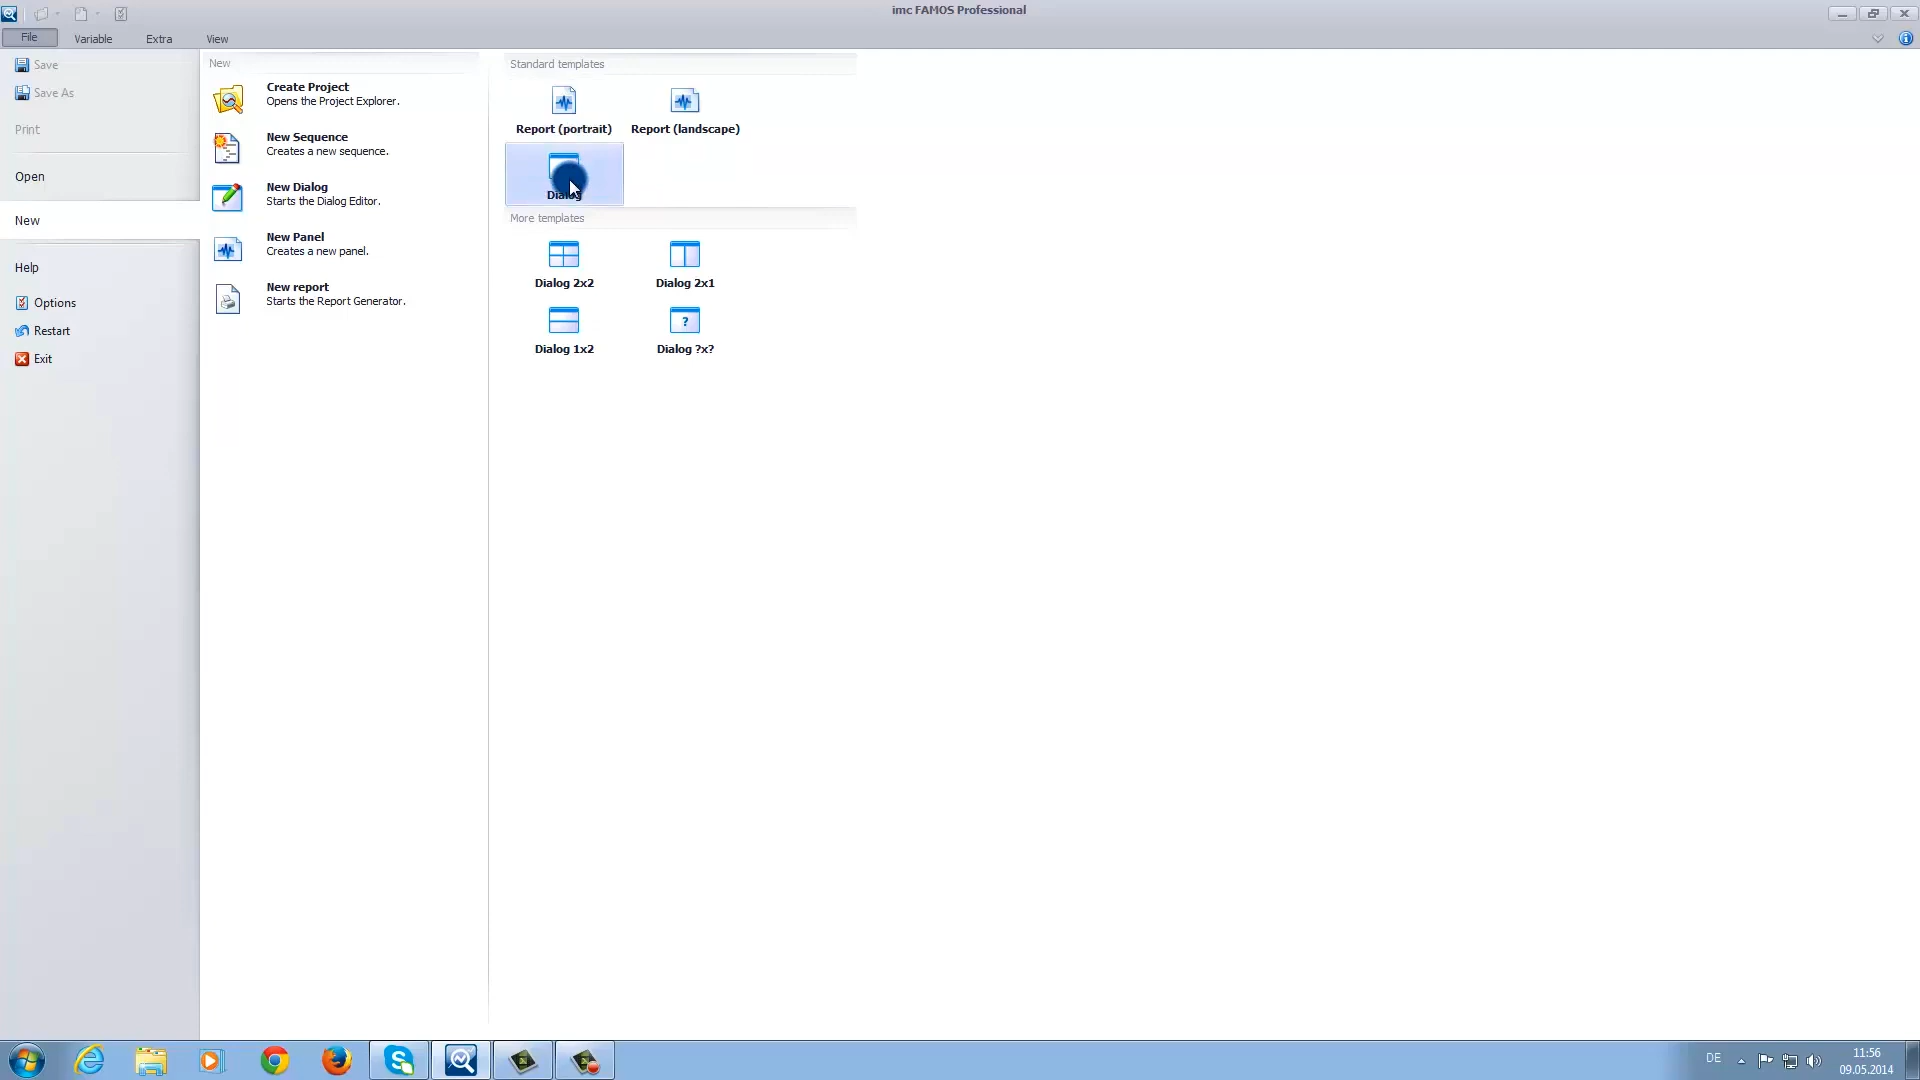 imc FAMOS Professional
File
Variable
Extra
View
Save
Save As
Print
Open
New
Help
Options
Restart
Exit
New
Create Project
Opens the Project Explorer.
New Sequence
Creates a new sequence.
New Dialog
Starts the Dialog Editor.
New Panel
Creates a new panel.
New report
Starts the Report Generator.
Standard templates
Report (portrait)
Report (landscape)
Dialog
More templates
Dialog 2x2
Dialog 2x1
Dialog 1x2
?
Dialog ?x?
DE
11:56
09.05.2014